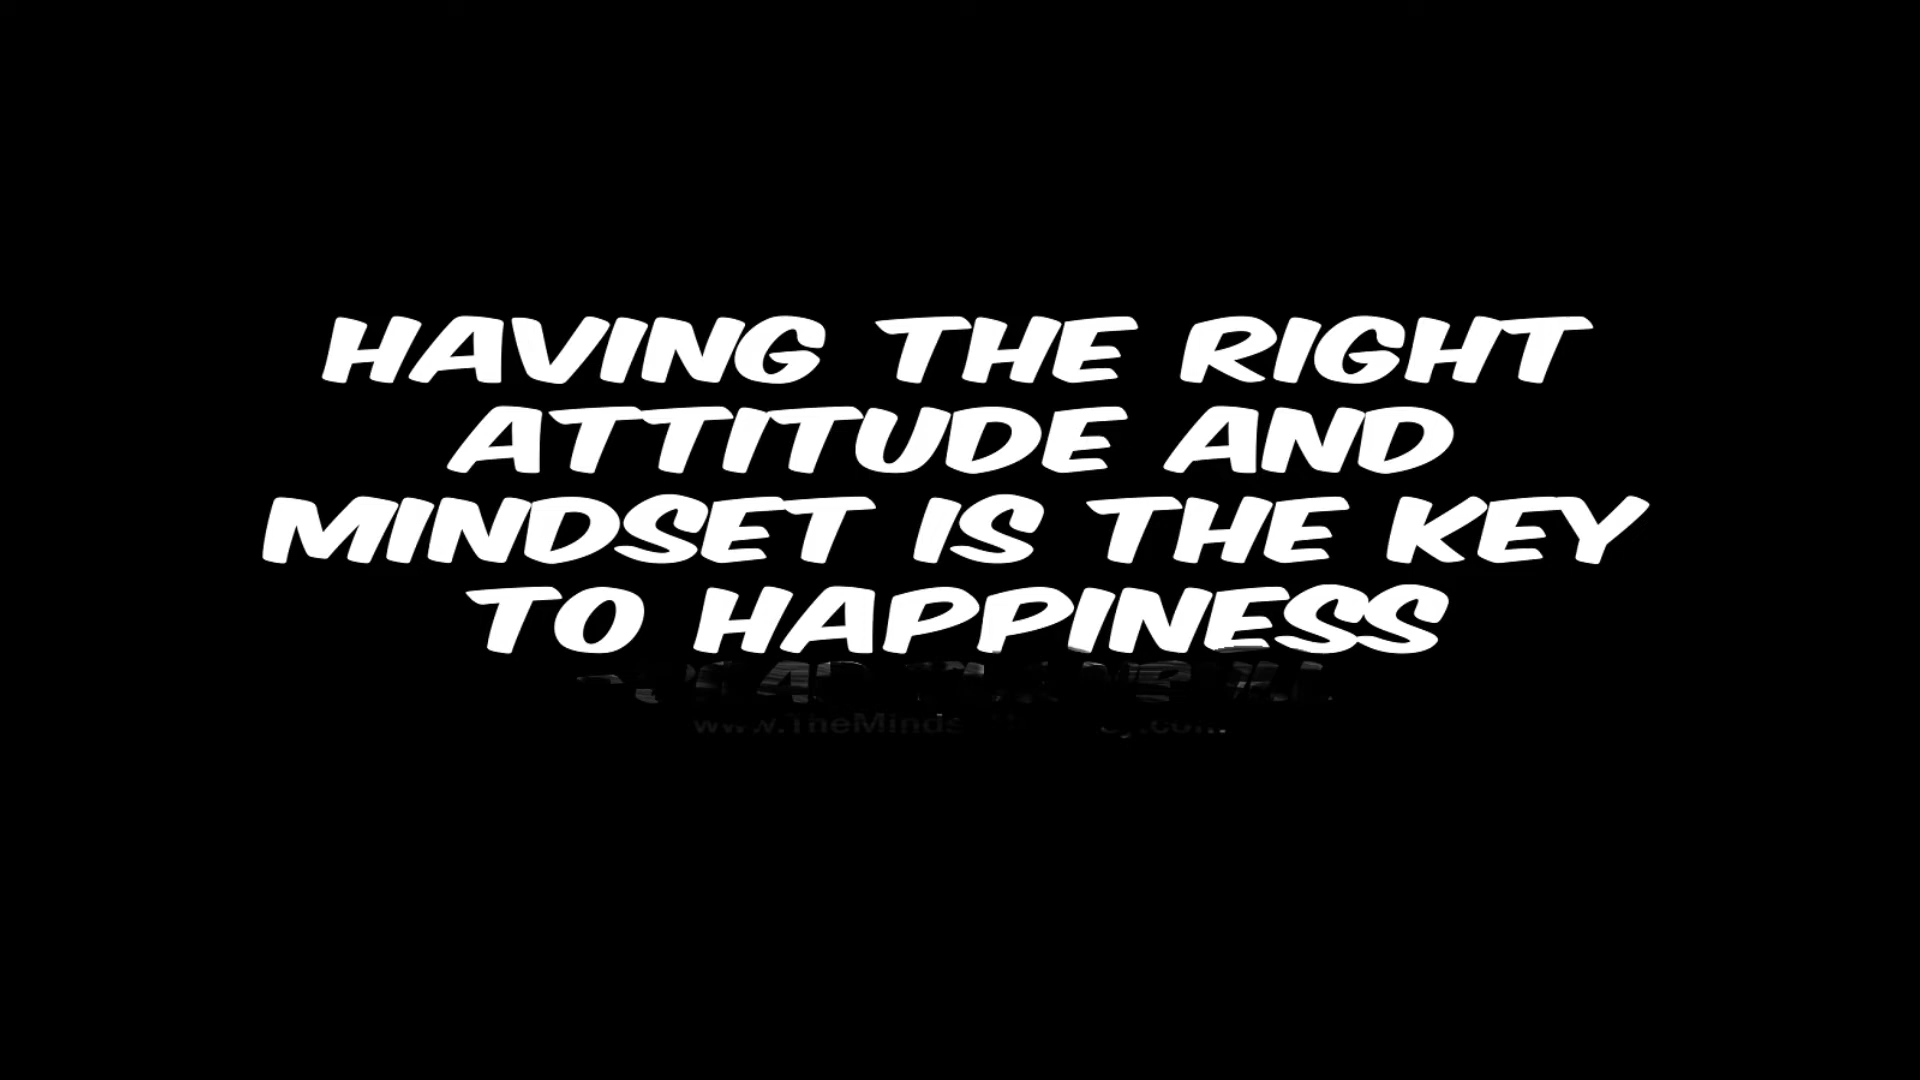 HAVING THE RIGHT
ATTITUDE AND
MINDSET IS THE KEY
TO HAPPINESS